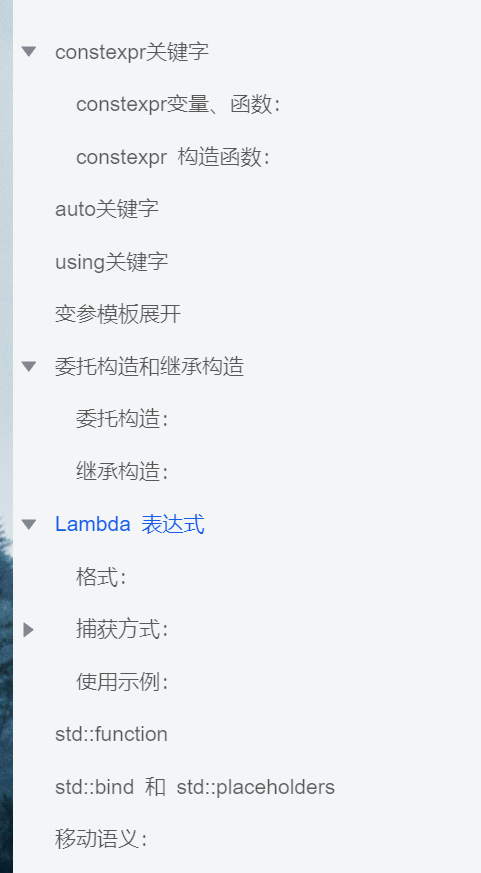 constexpr关键字
constexpr变量、函数：
constexpr 构造函数：
auto关键字
using关键字
变参模板展开
委托构造和继承构造
委托构造：
继承构造：
Lambda 表达式
格式：
捕获方式：
使用示例：
std::function
std::bind 和 std::placeholders
移动语义：